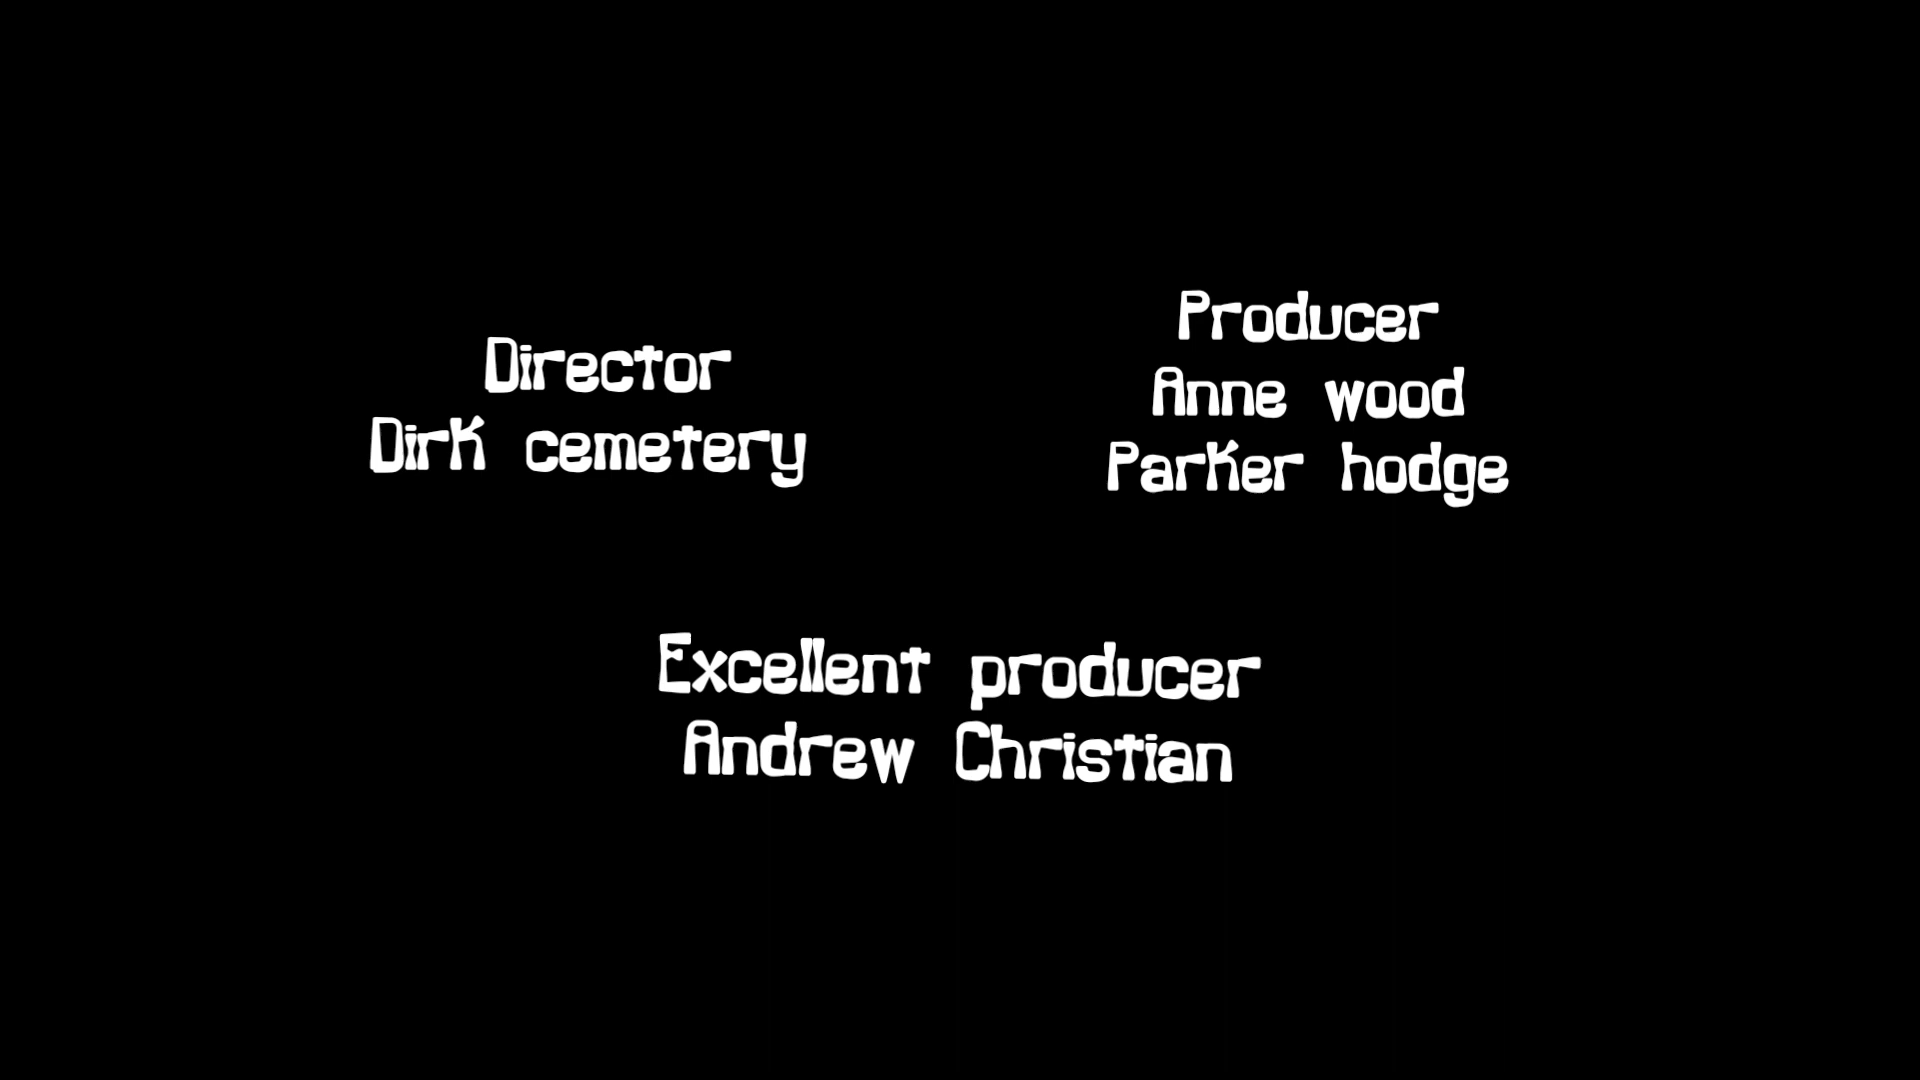 Director
Dirk cemetery
Producer
Anne wood
Parker hodge
Excellent producer
Andrew Christian